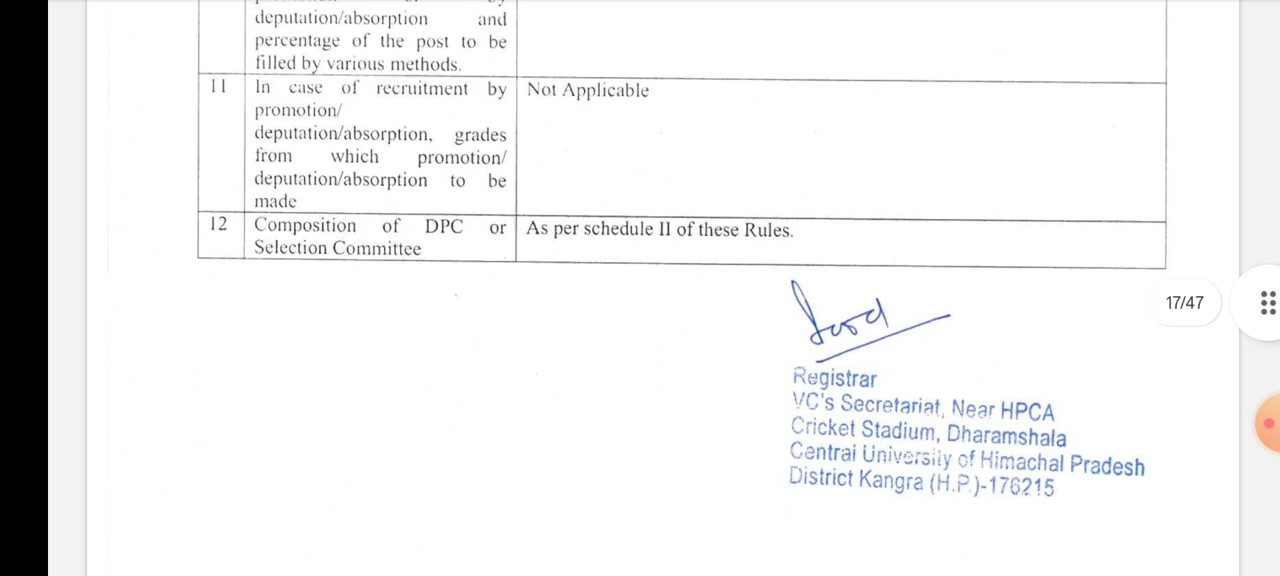 deputation/absorption and
percentage of the post to be
filled by various methods.
11 In case of recruitment by Not Applicable
promotion/
deputation/absorption, grades
from which promotion/
deputation/absorption to be
made
12 Composition of DPC or As per schedule II of these Rules.
Selection Committee
17/47
Registrar
VC's Secretariat, Near HPCA
Cricket Stadium, Dharamshala
Central University of Himachal Pradesh
District Kangra (H.P.)-176215